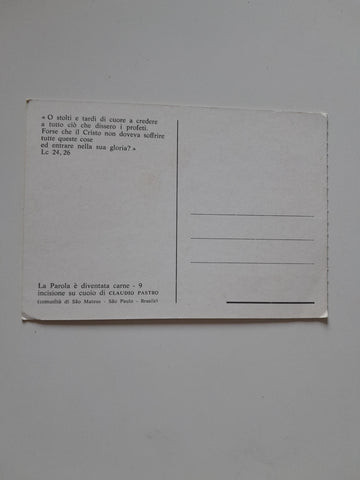 « O stolti e tardi di cuore a credere
a tutto ciò che dissero i profeti.
Forse che il Cristo non doveva soffrire
tutte queste cose
ed entrare nella sua gloria? »
Lc 24,26
La Parola è diventata carne - 9
incisione su cuoio di CLAUDIO PASTRO
(comunità di São Mateus - São Paulo - Brasile)